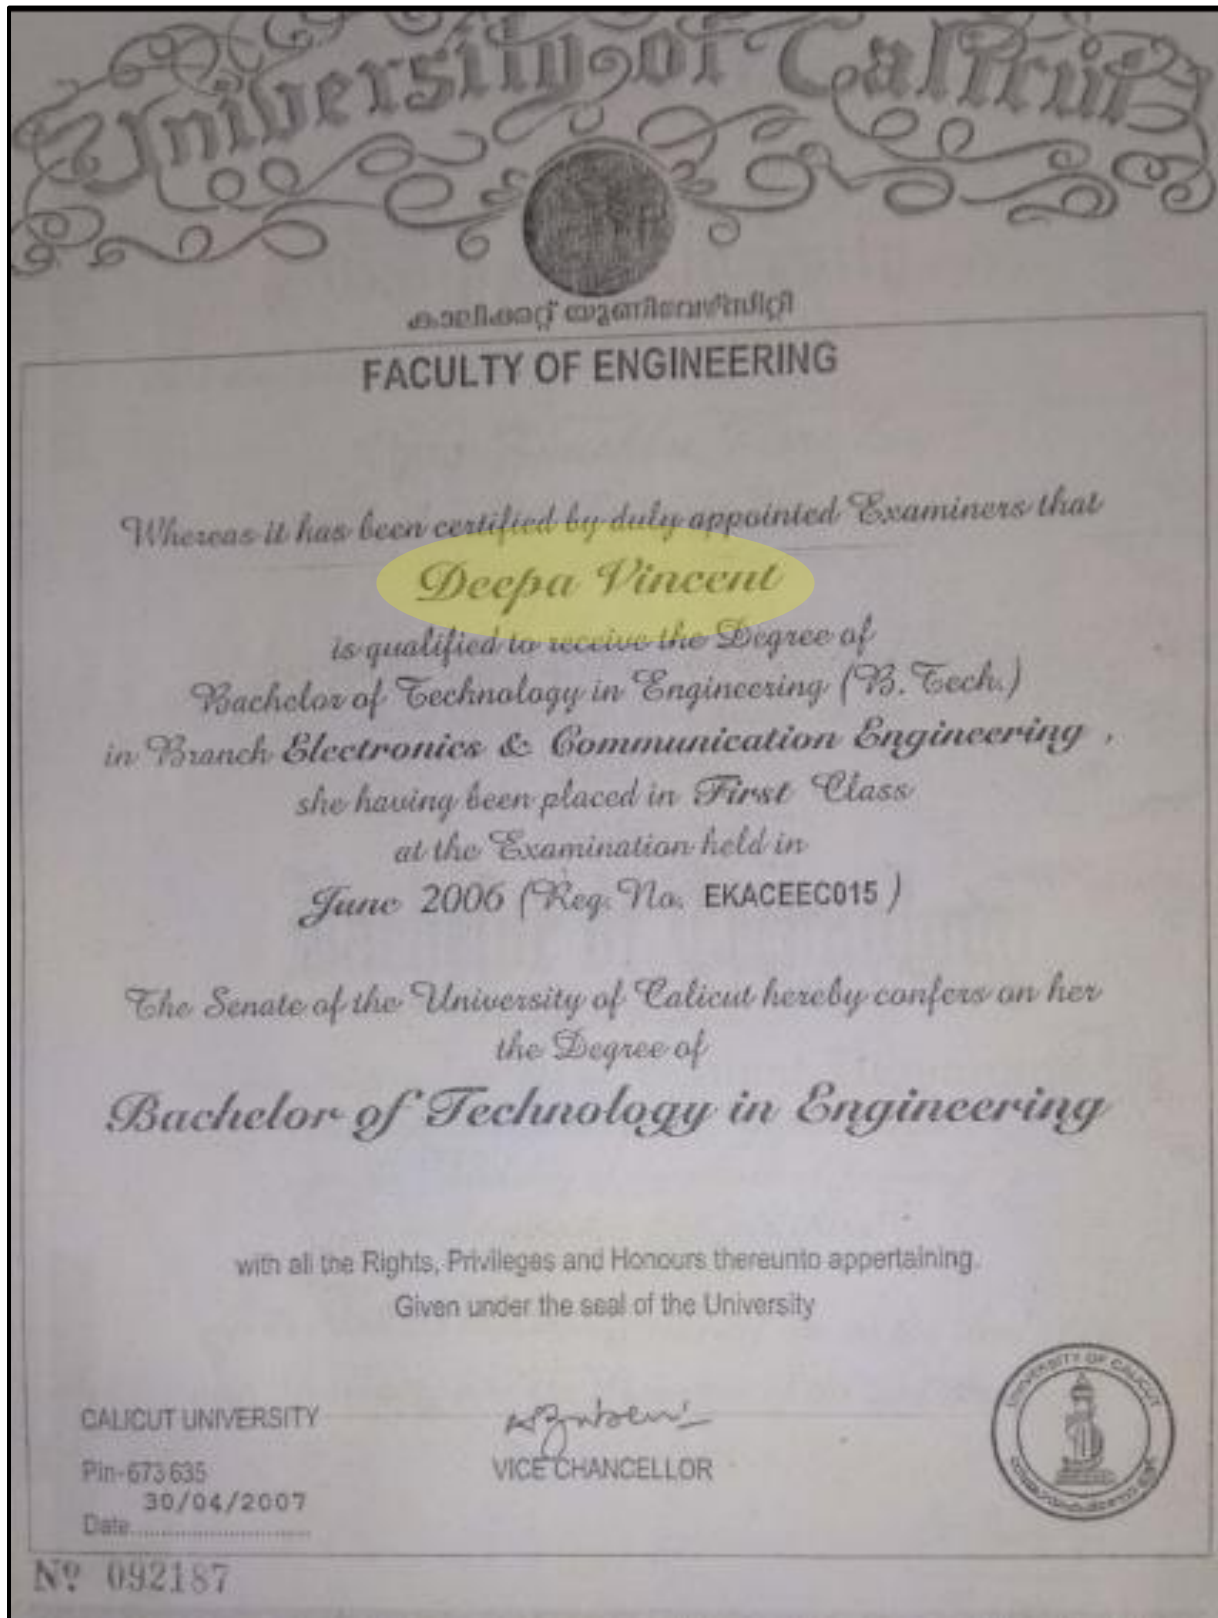 University of Calicut
കാലിക്കറ്റ് യൂണിവേഴ്സിറ്റി
FACULTY OF ENGINEERING
Whereas it has been certified by duly appointed Examiners that
Deepa Vincent
is qualified to receive the Degree of
Bachelor of Technology in Engineering (B. Tech.)
in Branch Electronics & Communication Engineering ,
she having been placed in First Class
at the Examination held in
June 2006 (Reg. No. EKACEEC015 )
The Senate of the University of Calicut hereby confers on her
the Degree of
Bachelor of Technology in Engineering
with all the Rights, Privileges and Honours thereunto appertaining.
Given under the seal of the University
CALICUT UNIVERSITY
VICE CHANCELLOR
Pin-673 635
30/04/2007
Date
UNIVERSITY OF CALICUT
Nº 092187